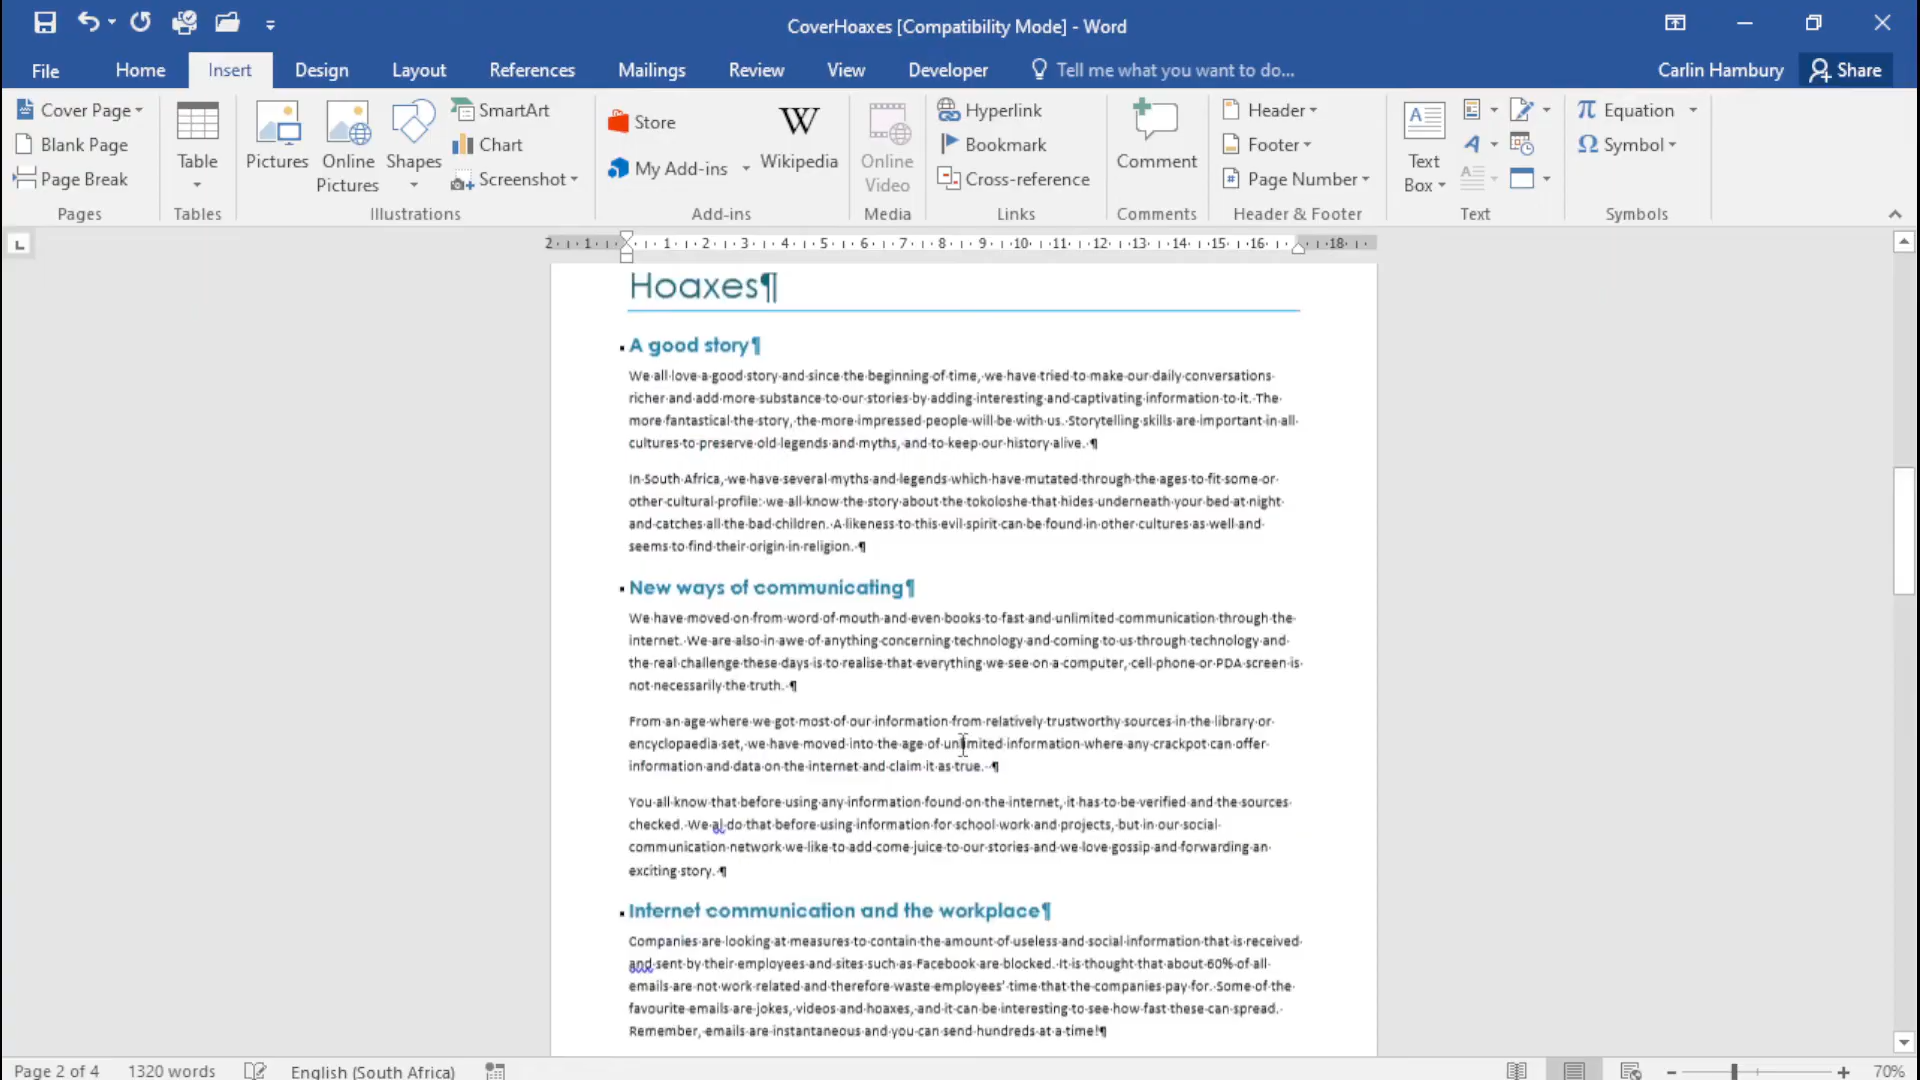 CoverHoaxes [Compatibility Mode] - Word
File Home Insert Design Layout References Mailings Review View Developer Tell me what you want to do... Carlin Hambury Share
Cover Page
Blank Page
Page Break
Pages
Table
Tables
Pictures
Online Pictures
Shapes
SmartArt
Chart
Screenshot
Illustrations
Store
My Add-ins
W
Wikipedia
Add-ins
Online Video
Media
Hyperlink
Bookmark
Cross-reference
Links
Comment
Comments
Header
Footer
Page Number
Header & Footer
Text Box
Text
π Equation
Ω Symbol
Symbols
2 1 1 2 3 4 5 6 7 8 9 10 11 12 13 14 15 16 18
Hoaxes¶
A good story¶
We all love a good story and since the beginning of time, we have tried to make our daily conversations
richer and add more substance to our stories by adding interesting and captivating information to it. The
more fantastical the story, the more impressed people will be with us. Storytelling skills are important in all
cultures to preserve old legends and myths, and to keep our history alive. ¶
In South Africa, we have several myths and legends which have mutated through the ages to fit some or
other cultural profile: we all know the story about the tokoloshe that hides underneath your bed at night
and catches all the bad children. A likeness to this evil spirit can be found in other cultures as well and
seems to find their origin in religion. ¶
New ways of communicating¶
We have moved on from word of mouth and even books to fast and unlimited communication through the
internet. We are also in awe of anything concerning technology and coming to us through technology and
the real challenge these days is to realise that everything we see on a computer, cell phone or PDA screen is
not necessarily the truth. ¶
From an age where we got most of our information from relatively trustworthy sources in the library or
encyclopaedia set, we have moved into the age of unlimited information where any crackpot can offer
information and data on the internet and claim it as true. ¶
You all know that before using any information found on the internet, it has to be verified and the sources
checked. We al do that before using information for school work and projects, but in our social
communication network we like to add come juice to our stories and we love gossip and forwarding an
exciting story. ¶
Internet communication and the workplace¶
Companies are looking at measures to contain the amount of useless and social information that is received
and sent by their employees and sites such as Facebook are blocked. It is thought that about 60% of all
emails are not work related and therefore waste employees' time that the companies pay for. Some of the
favourite emails are jokes, videos and hoaxes, and it can be interesting to see how fast these can spread.
Remember, emails are instantaneous and you can send hundreds at a time!¶
Page 2 of 4 1320 words English (South Africa) 70%